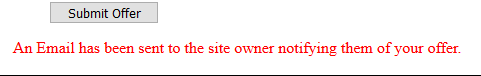 Submit Offer
An Email has been sent to the site owner notifying them of your offer.